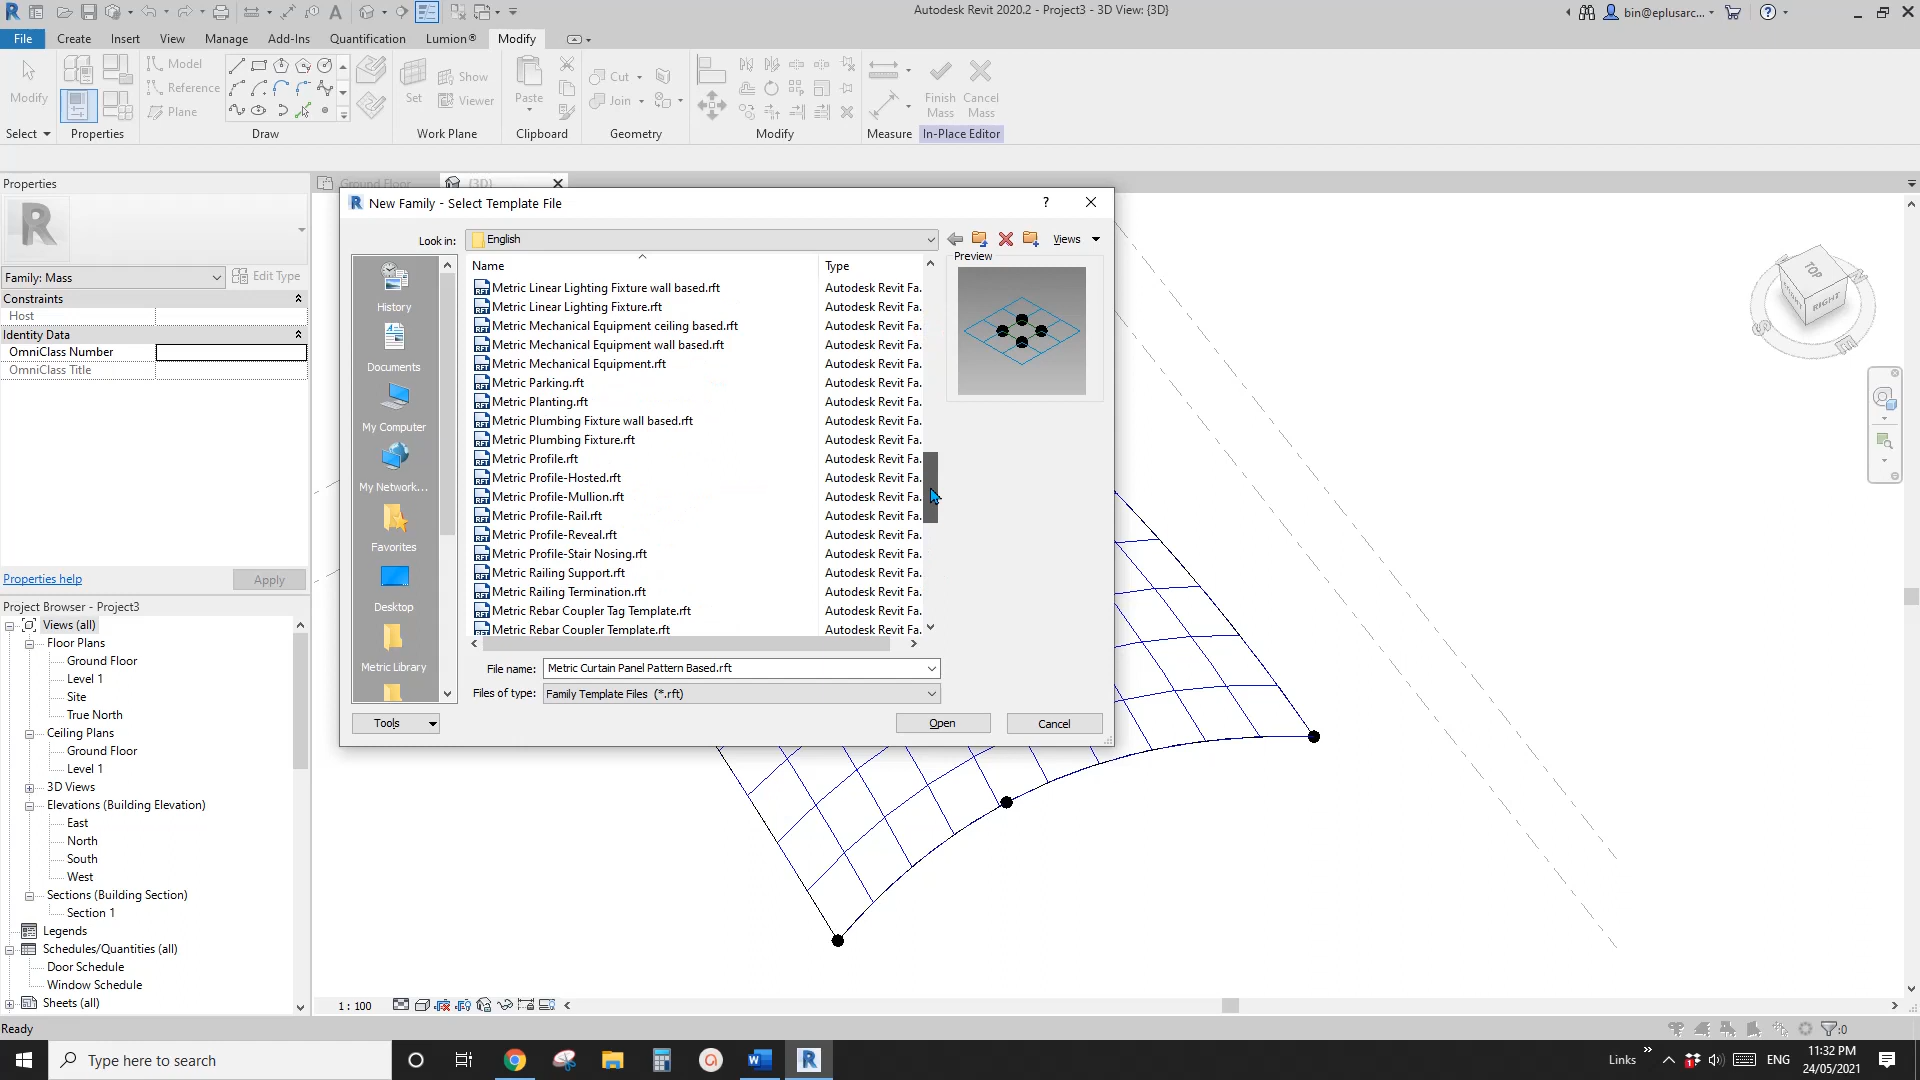 Autodesk Revit 2020.2 - Project3 - 3D View: {3D}
bin@eplusarc...
File Create Insert View Manage Add-Ins Quantification Lumion® Modify
Modify
Select
Properties
Model
Reference
Plane
Draw
Set
Show
Viewer
Work Plane
Paste
Clipboard
Cut
Join
Geometry
Modify
Measure
Finish Mass
Cancel Mass
In-Place Editor
Properties
Family: Mass
Edit Type
Constraints
Host
Identity Data
OmniClass Number
OmniClass Title
Properties help
Apply
Project Browser - Project3
Views (all)
Floor Plans
Ground Floor
Level 1
Site
True North
Ceiling Plans
Ground Floor
Level 1
3D Views
Elevations (Building Elevation)
East
North
South
West
Sections (Building Section)
Section 1
Legends
Schedules/Quantities (all)
Door Schedule
Window Schedule
Sheets (all)
Ground Floor
{3D}
New Family - Select Template File
Look in: English
Views
History
Documents
My Computer
My Network...
Favorites
Desktop
Metric Library
Name Type
Metric Linear Lighting Fixture wall based.rft Autodesk Revit Fa.
Metric Linear Lighting Fixture.rft Autodesk Revit Fa.
Metric Mechanical Equipment ceiling based.rft Autodesk Revit Fa.
Metric Mechanical Equipment wall based.rft Autodesk Revit Fa.
Metric Mechanical Equipment.rft Autodesk Revit Fa.
Metric Parking.rft Autodesk Revit Fa.
Metric Planting.rft Autodesk Revit Fa.
Metric Plumbing Fixture wall based.rft Autodesk Revit Fa.
Metric Plumbing Fixture.rft Autodesk Revit Fa.
Metric Profile.rft Autodesk Revit Fa.
Metric Profile-Hosted.rft Autodesk Revit Fa.
Metric Profile-Mullion.rft Autodesk Revit Fa.
Metric Profile-Rail.rft Autodesk Revit Fa.
Metric Profile-Reveal.rft Autodesk Revit Fa.
Metric Profile-Stair Nosing.rft Autodesk Revit Fa.
Metric Railing Support.rft Autodesk Revit Fa.
Metric Railing Termination.rft Autodesk Revit Fa.
Metric Rebar Coupler Tag Template.rft Autodesk Revit Fa.
Metric Rebar Coupler Template.rft Autodesk Revit Fa.
Preview
File name: Metric Curtain Panel Pattern Based.rft
Files of type: Family Template Files (*.rft)
Tools
Open
Cancel
TOP
RIGHT
1 : 100
Ready
:0
Type here to search
Links
ENG
11:32 PM
24/05/2021